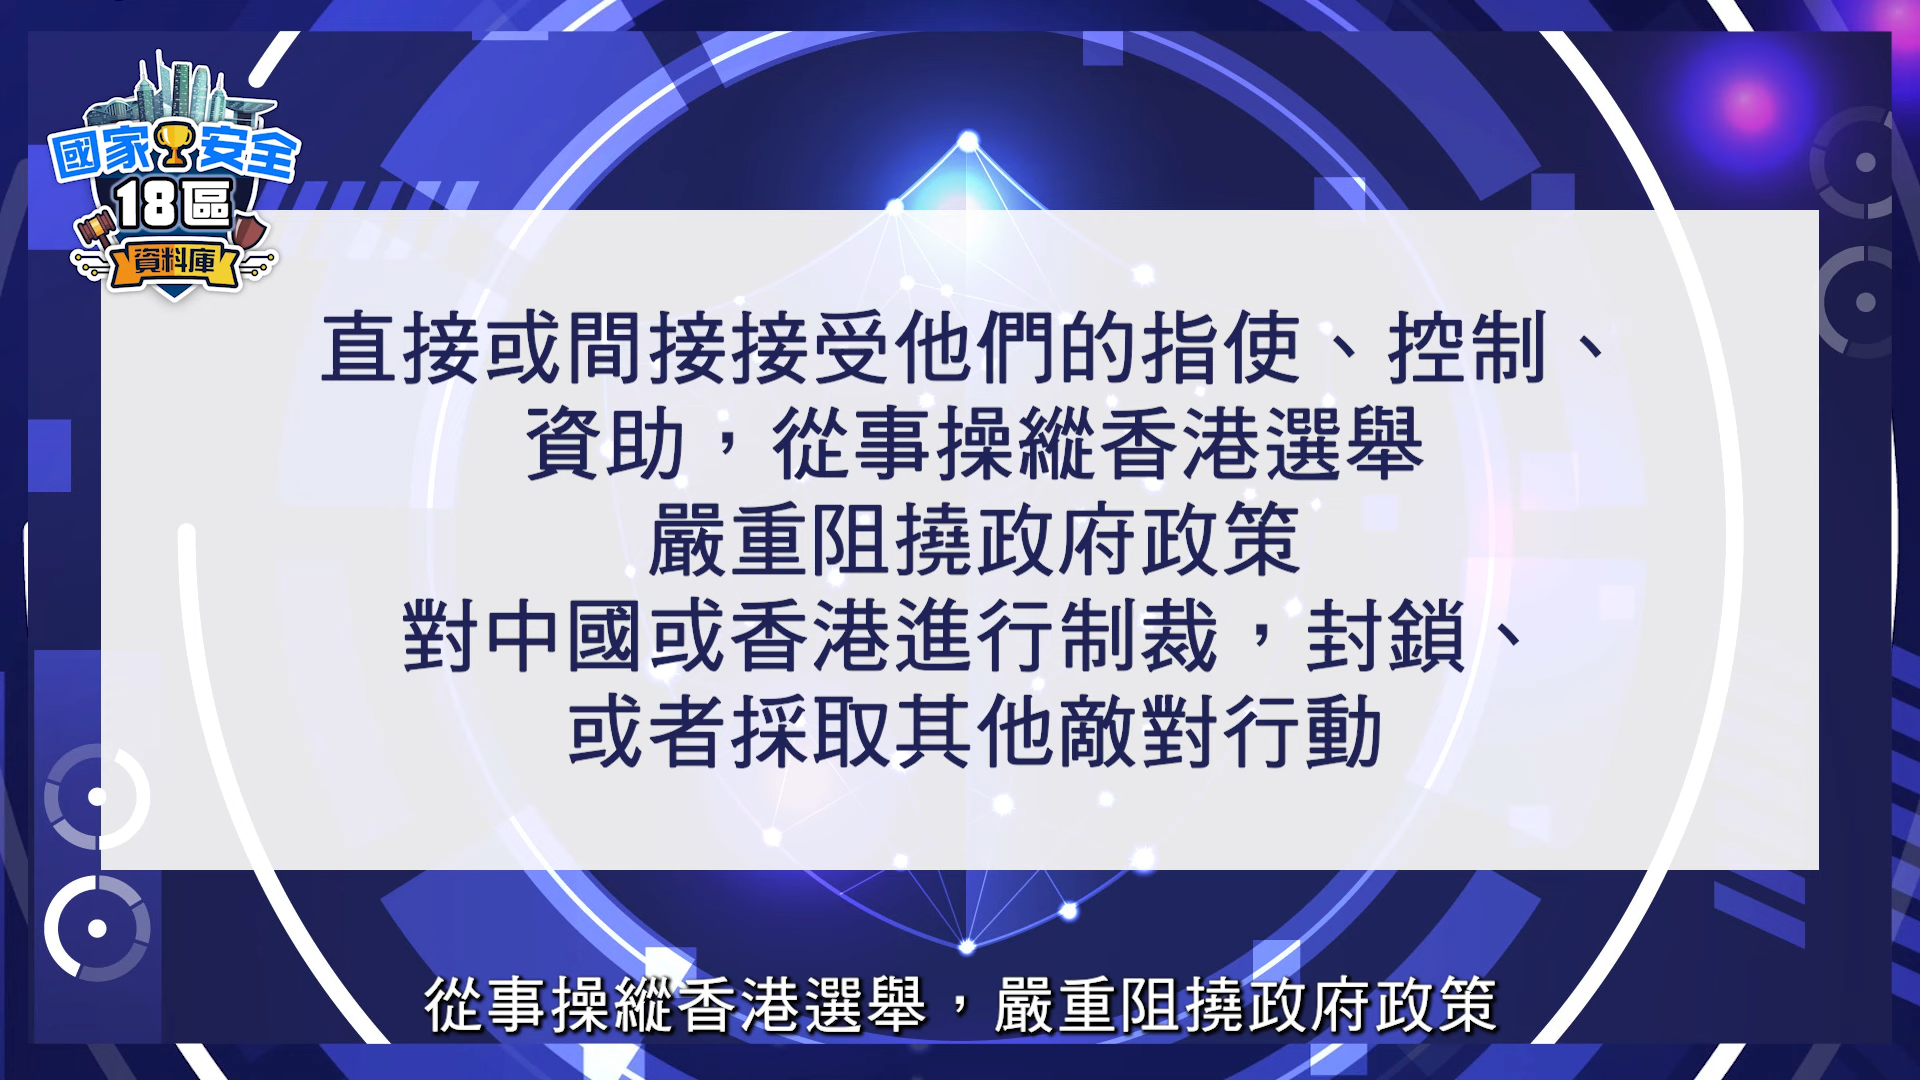 國家安全
18區
資料庫
直接或間接接受他們的指使、控制、
資助，從事操縱香港選舉
嚴重阻撓政府政策
對中國或香港進行制裁，封鎖、
或者採取其他敵對行動
從事操縱香港選舉，嚴重阻撓政府政策